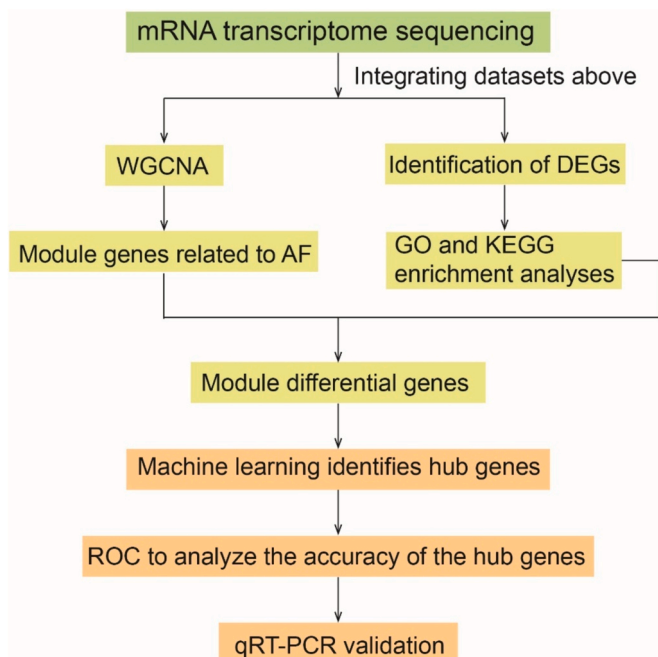 mRNA transcriptome sequencing
Integrating datasets above
WGCNA
Identification of DEGs
Module genes related to AF
GO and KEGG
enrichment analyses
Module differential genes
Machine learning identifies hub genes
ROC to analyze the accuracy of the hub genes
qRT-PCR validation